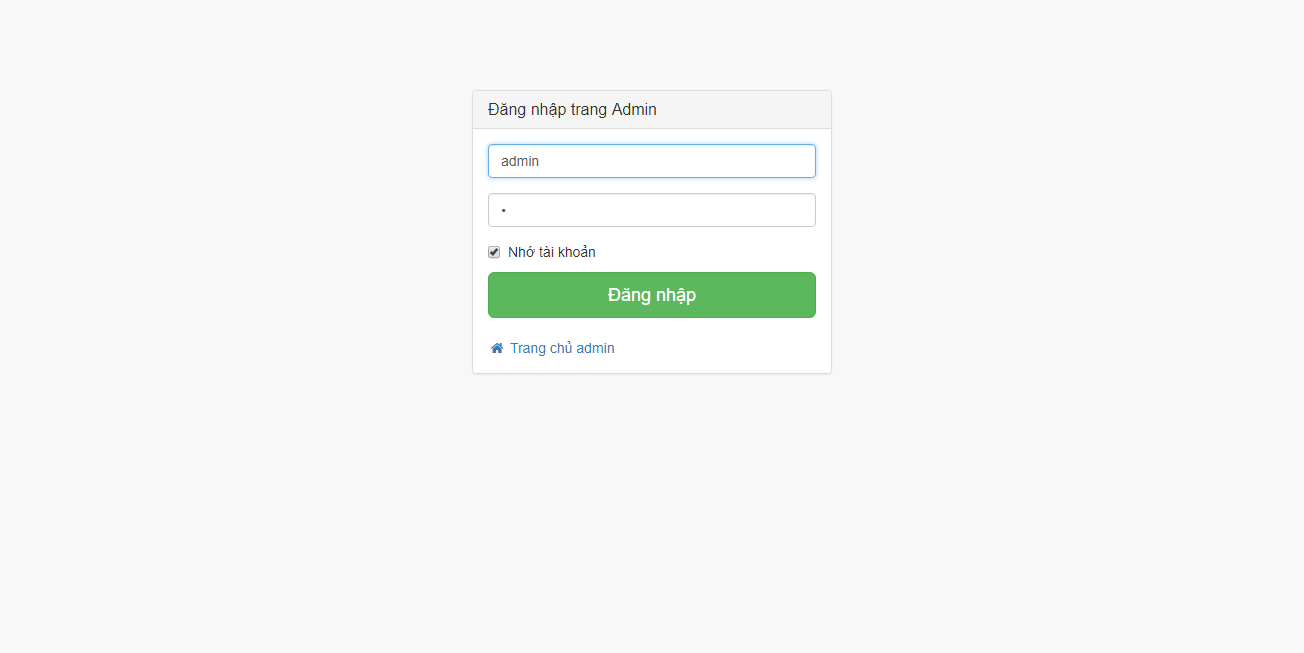 Đăng nhập trang Admin
admin
•
Nhớ tài khoản
Đăng nhập
Trang chủ admin